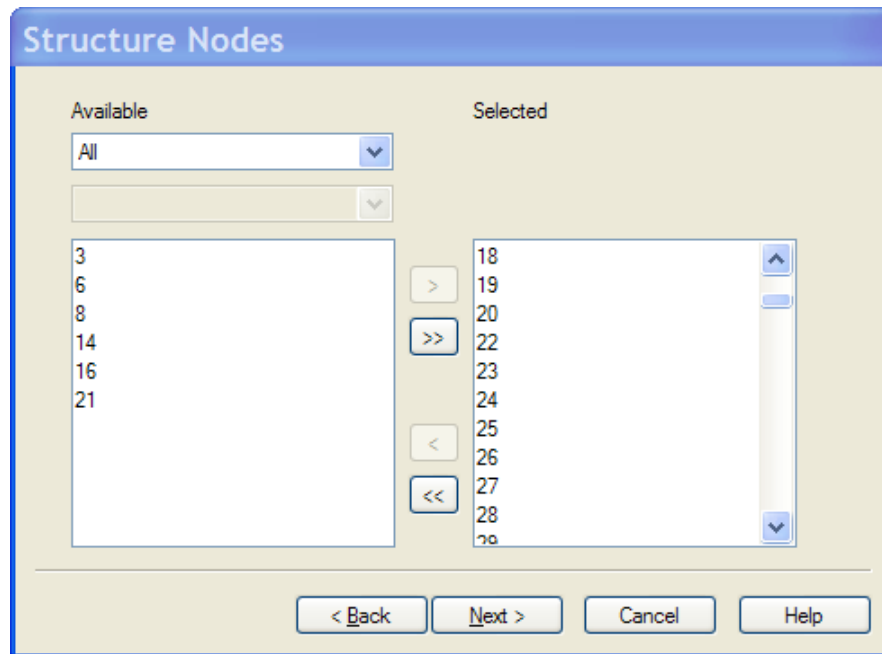 Structure Nodes
Available
Selected
All
3
6
8
14
16
21
>
>>
<
<<
18
19
20
22
23
24
25
26
27
28
29
< Back
Next >
Cancel
Help